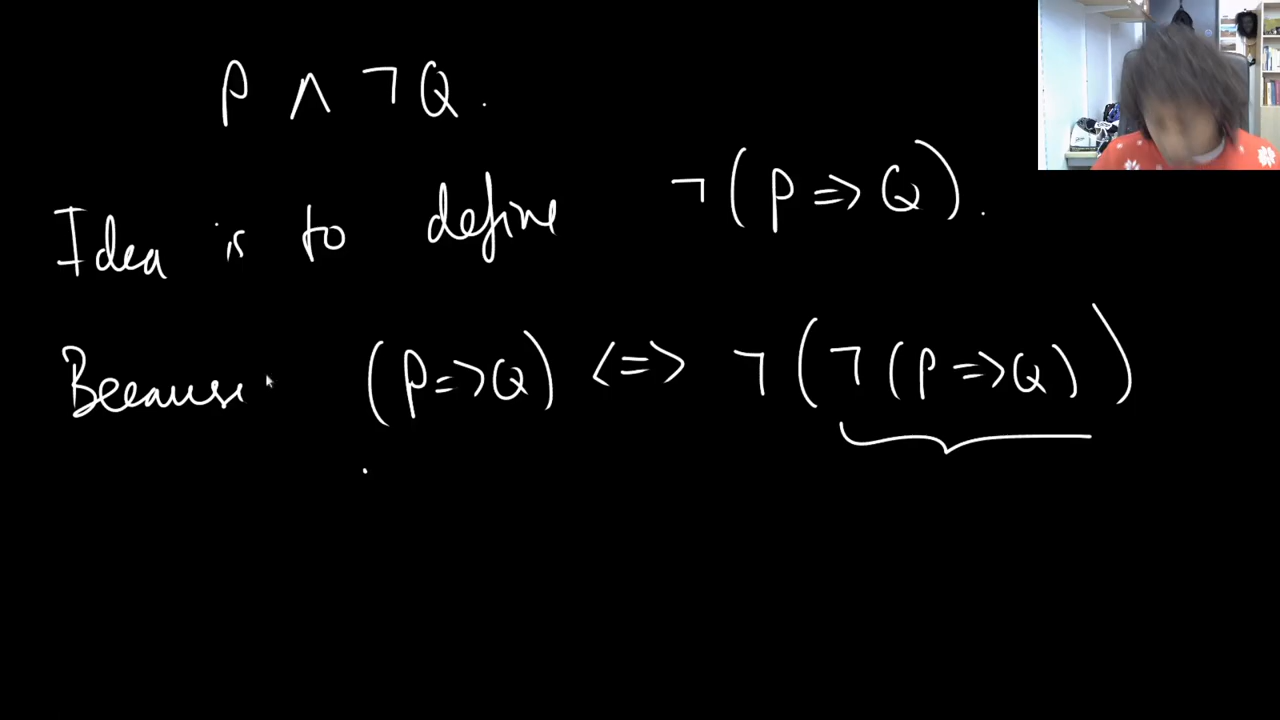 P ∧ ¬Q.
Idea is to define ¬(P => Q).
Because (P => Q) <=> ¬(¬(P => Q))